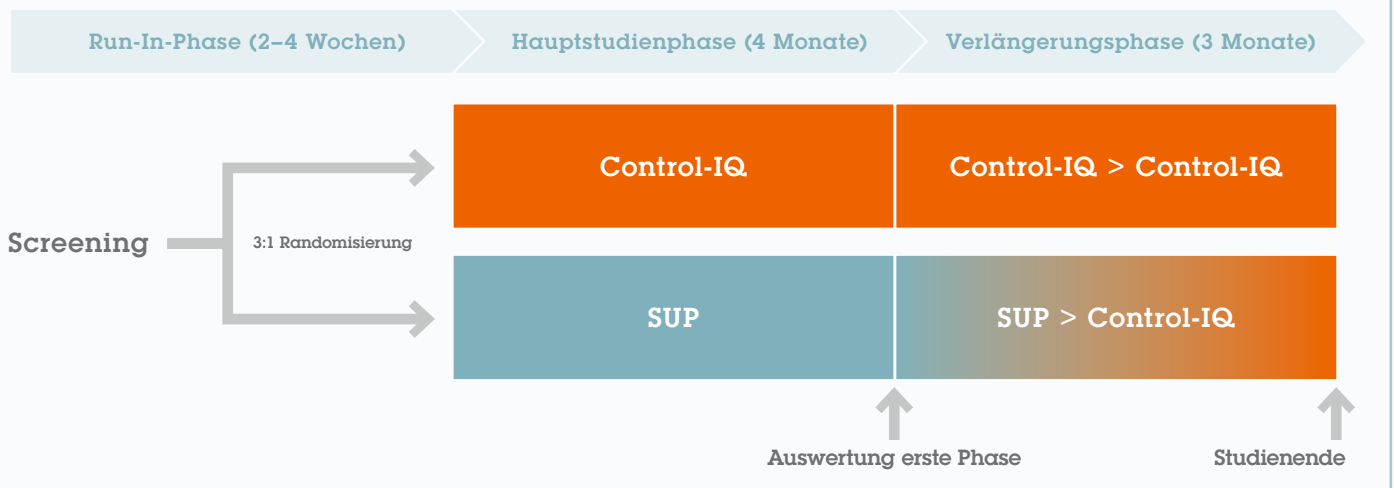 Run-In-Phase (2–4 Wochen)
Hauptstudienphase (4 Monate)
Verlängerungsphase (3 Monate)
Control-IQ
Control-IQ > Control-IQ
Screening
3:1 Randomisierung
SUP
SUP > Control-IQ
Auswertung erste Phase
Studienende